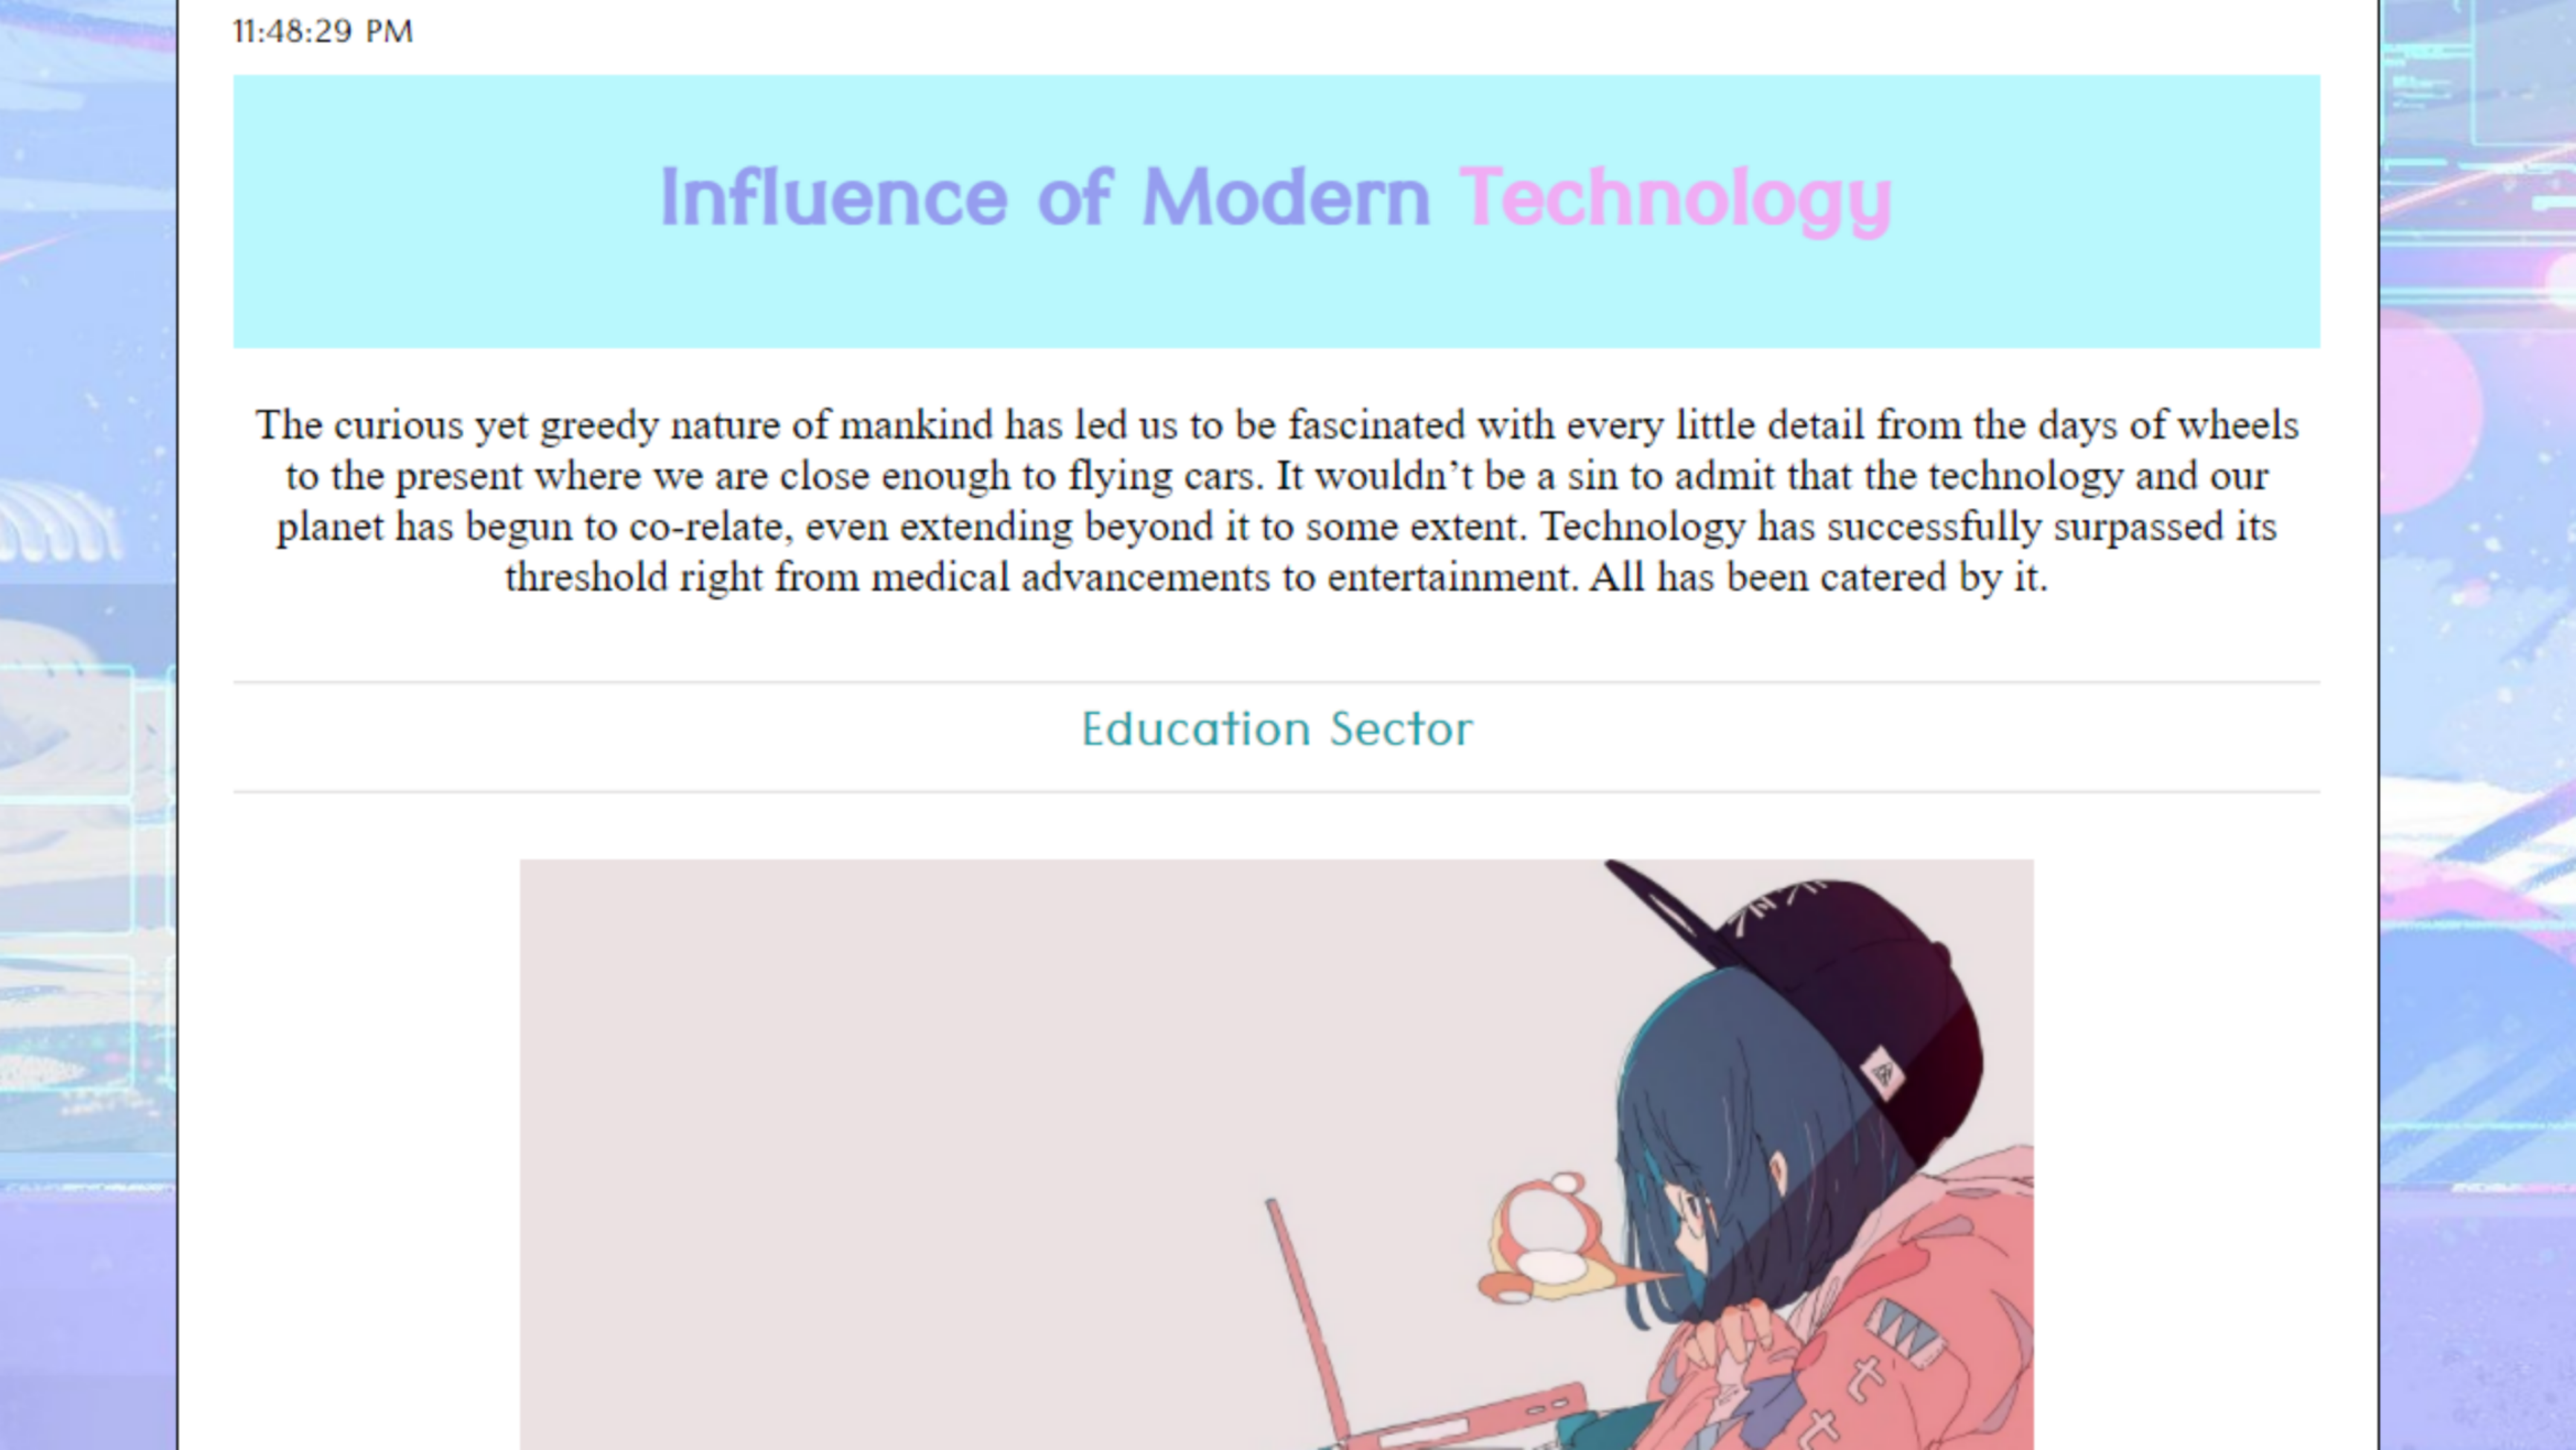 11:48:29 PM
Influence of Modern Technology
The curious yet greedy nature of mankind has led us to be fascinated with every little detail from the days of wheels
to the present where we are close enough to flying cars. It wouldn’t be a sin to admit that the technology and our
planet has begun to co-relate, even extending beyond it to some extent. Technology has successfully surpassed its
threshold right from medical advancements to entertainment. All has been catered by it.
Education Sector
t
t